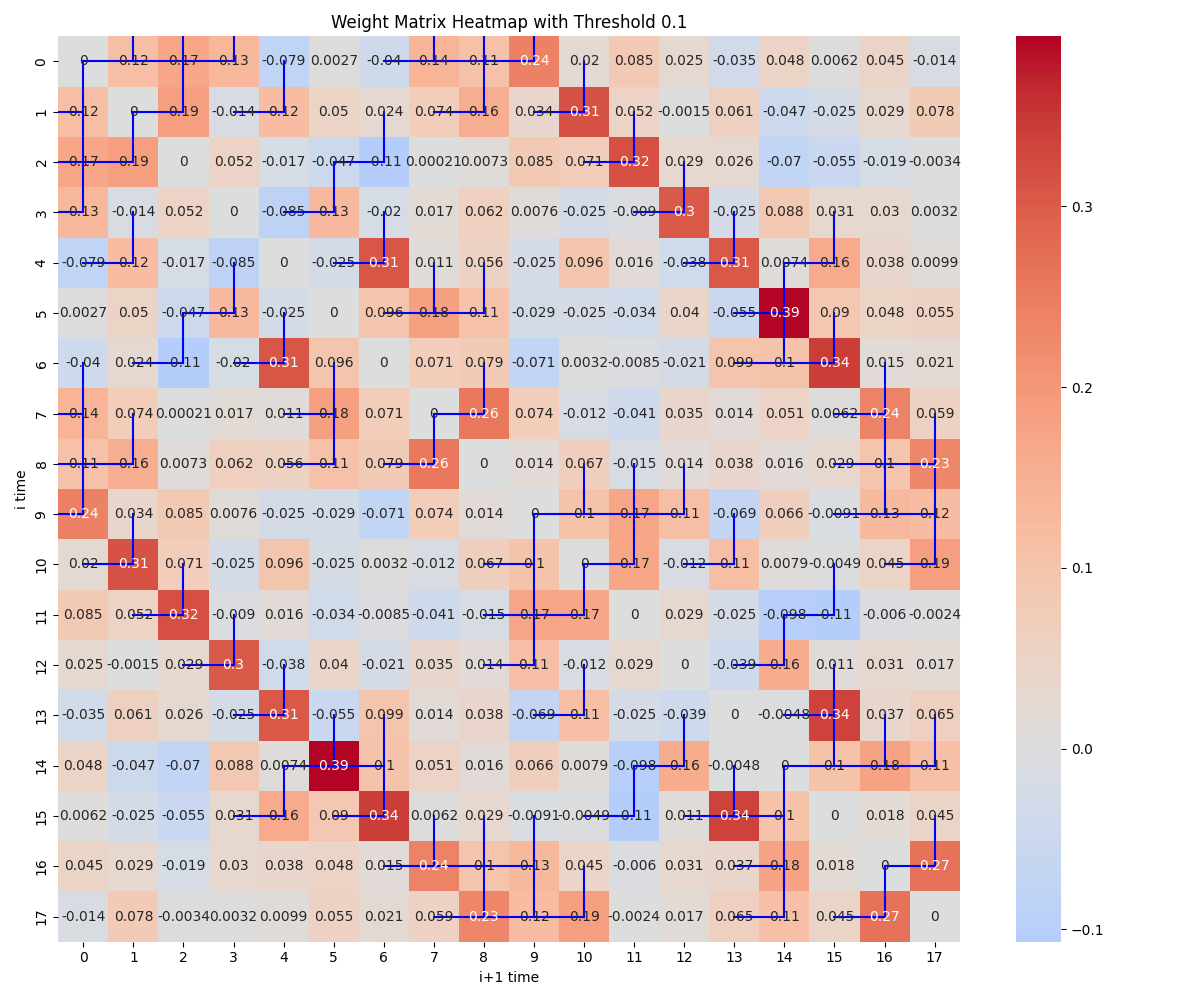 Weight Matrix Heatmap with Threshold 0.1
0 0 0.12 0.17 0.13 -0.079 0.0027 -0.04 0.14 0.11 0.24 0.02 0.085 0.025 -0.035 0.048 0.0062 0.045 -0.014
1 0.12 0 0.19 -0.014 0.12 0.05 0.024 0.074 0.16 0.034 0.31 0.052 -0.0015 0.061 -0.047 -0.025 0.029 0.078
2 0.17 0.19 0 0.052 -0.017 -0.047 -0.11 0.00021 0.0073 0.085 0.071 0.32 0.029 0.026 -0.07 -0.055 -0.019 -0.0034
3 0.13 -0.014 0.052 0 -0.085 0.13 -0.02 0.017 0.062 0.0076 -0.025 -0.009 0.3 -0.025 0.088 0.031 0.03 0.0032
4 -0.079 0.12 -0.017 -0.085 0 -0.025 0.31 0.011 0.056 -0.025 0.096 0.016 -0.038 0.31 0.0074 0.16 0.038 0.0099
5 0.0027 0.05 -0.047 0.13 -0.025 0 0.096 0.18 0.11 -0.029 -0.025 -0.034 0.04 -0.055 0.39 0.09 0.048 0.055
6 -0.04 0.024 -0.11 -0.02 0.31 0.096 0 0.071 0.079 -0.071 0.0032 -0.0085 -0.021 0.099 0.1 0.34 0.015 0.021
7 0.14 0.074 0.00021 0.017 0.011 0.18 0.071 0 0.26 0.074 -0.012 -0.041 0.035 0.014 0.051 0.0062 0.24 0.059
8 0.11 0.16 0.0073 0.062 0.056 0.11 0.079 0.26 0 0.014 0.067 -0.015 0.014 0.038 0.016 0.029 0.1 0.23
9 0.24 0.034 0.085 0.0076 -0.025 -0.029 -0.071 0.074 0.014 0 0.1 0.17 0.11 -0.069 0.066 -0.0091 0.13 0.12
10 0.02 0.31 0.071 -0.025 0.096 -0.025 0.0032 -0.012 0.067 0.1 0 0.17 -0.012 0.11 0.0079 -0.0049 0.045 0.19
11 0.085 0.052 0.32 -0.009 0.016 -0.034 -0.0085 -0.041 -0.015 0.17 0.17 0 0.029 -0.025 -0.098 -0.11 -0.006 -0.0024
12 0.025 -0.0015 0.029 0.3 -0.038 0.04 -0.021 0.035 0.014 0.11 -0.012 0.029 0 -0.039 0.16 0.011 0.031 0.017
13 -0.035 0.061 0.026 -0.025 0.31 -0.055 0.099 0.014 0.038 -0.069 0.11 -0.025 -0.039 0 -0.0048 0.34 0.037 0.065
14 0.048 -0.047 -0.07 0.088 0.0074 0.39 0.1 0.051 0.016 0.066 0.0079 -0.098 0.16 -0.0048 0 0.1 0.18 0.11
15 0.0062 -0.025 -0.055 0.031 0.16 0.09 0.34 0.0062 0.029 -0.0091 -0.0049 -0.11 0.011 0.34 0.1 0 0.018 0.045
16 0.045 0.029 -0.019 0.03 0.038 0.048 0.015 0.24 0.1 0.13 0.045 -0.006 0.031 0.037 0.18 0.018 0 0.27
17 -0.014 0.078 -0.0034 0.0032 0.0099 0.055 0.021 0.059 0.23 0.12 0.19 -0.0024 0.017 0.065 0.11 0.045 0.27 0
0 1 2 3 4 5 6 7 8 9 10 11 12 13 14 15 16 17
i+1 time
i time
0.3
0.2
0.1
0.0
−0.1